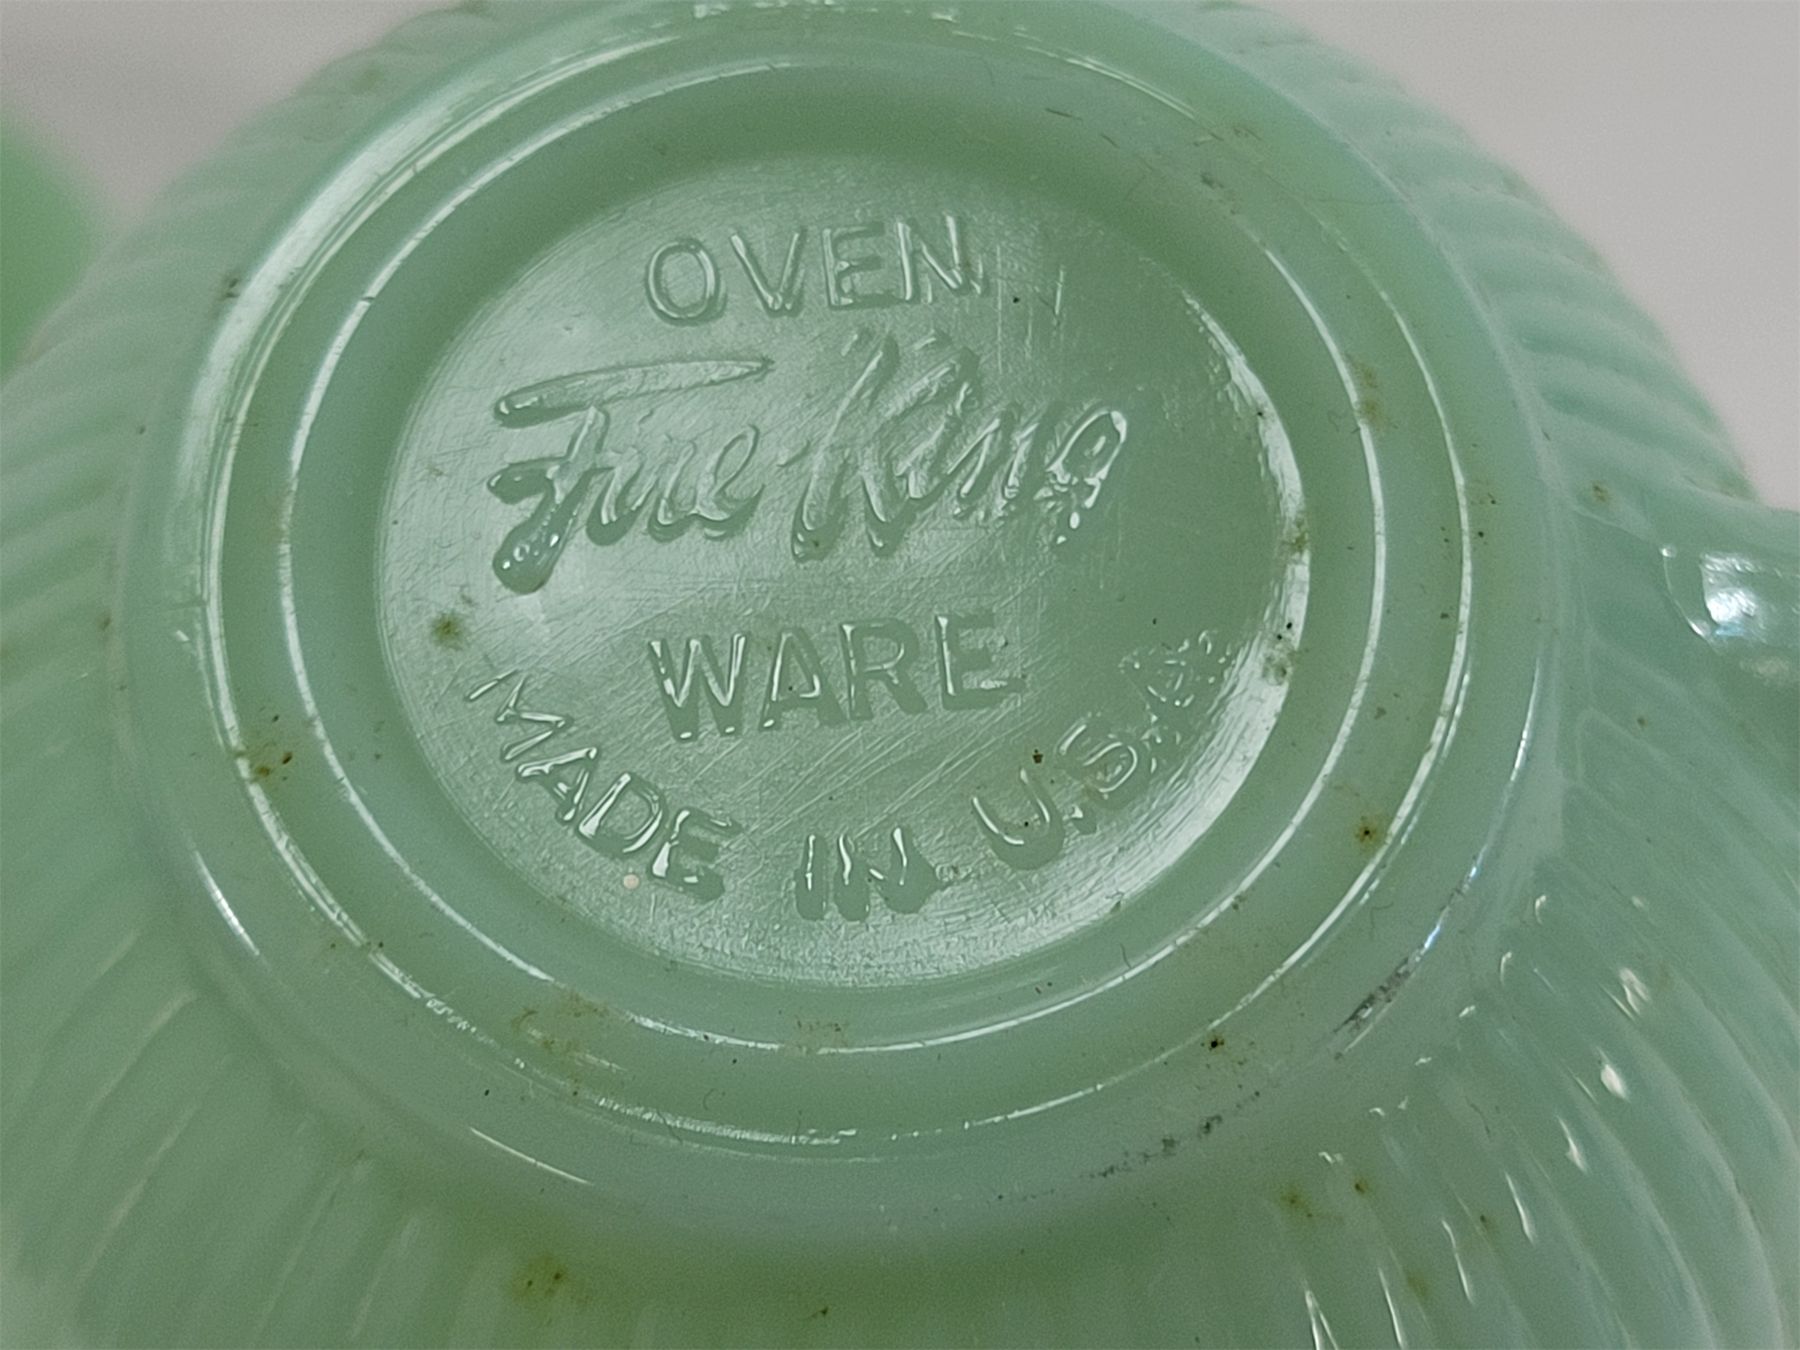 OVEN
Fire-King
WARE
MADE IN U.S.A.